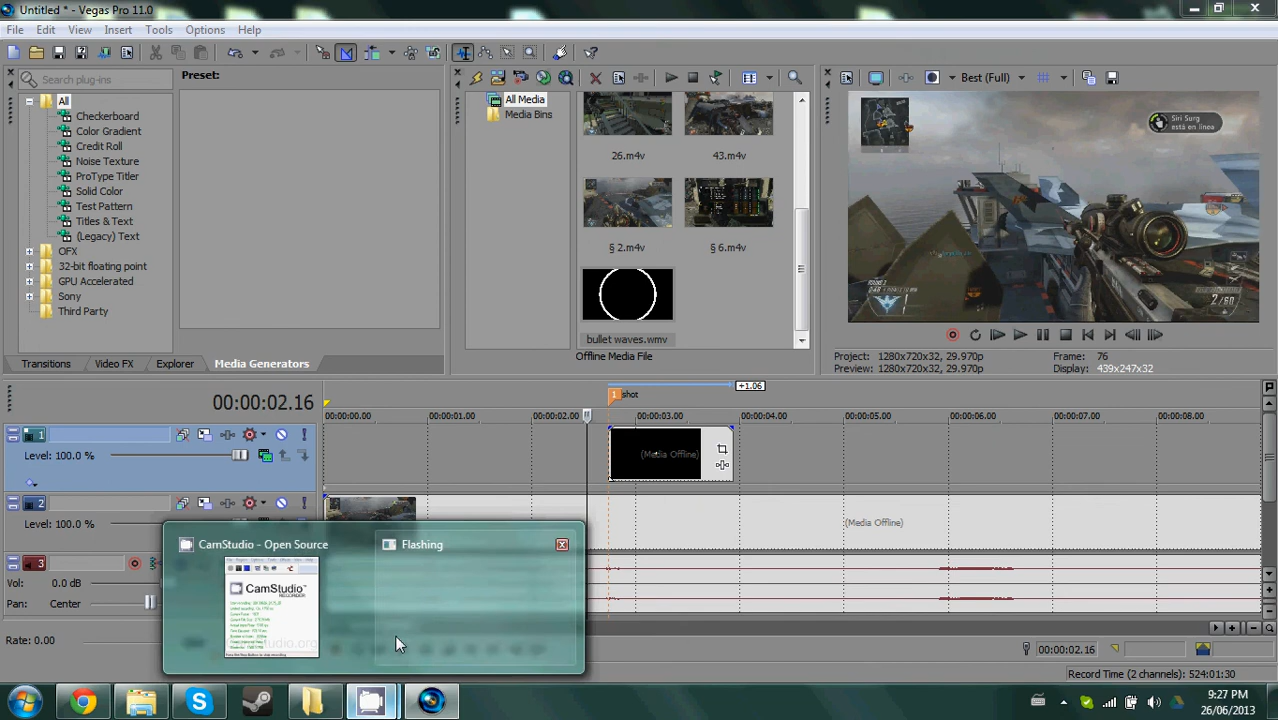 Untitled * - Vegas Pro 11.0
File Edit View Insert Tools Options Help
Search plug-ins
Preset:
All
Checkerboard
Color Gradient
Credit Roll
Noise Texture
ProType Titler
Solid Color
Test Pattern
Titles & Text
(Legacy) Text
OFX
32-bit floating point
GPU Accelerated
Sony
Third Party
Transitions Video FX Explorer Media Generators
All Media
Media Bins
26.m4v 43.m4v
§ 2.m4v § 6.m4v
bullet waves.wmv
Offline Media File
Best (Full)
Siri Surg
está en línea
2/60
Project: 1280x720x32, 29.970p
Preview: 1280x720x32, 29.970p
Frame: 76
Display: 439x247x32
+1.06
00:00:02.16
1 shot
00:00:00.00 00:00:01.00 00:00:02.00 00:00:03.00 00:00:04.00 00:00:05.00 00:00:06.00 00:00:07.00 00:00:08.00
1
Level: 100.0 %
(Media Offline)
2
Level: 100.0 %
(Media Offline)
3
Vol: 0.0 dB
Pan: Center
Rate: 0.00
CamStudio - Open Source
Flashing
CamStudio
RECORDER
00:00:02.16
Record Time (2 channels): 524:01:30
9:27 PM
26/06/2013